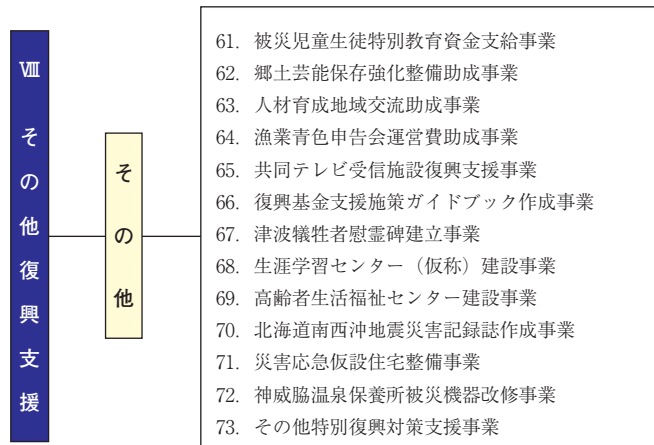 Ⅷ その他復興支援
その他
61. 被災児童生徒特別教育資金支給事業
62. 郷土芸能保存強化整備助成事業
63. 人材育成地域交流助成事業
64. 漁業青色申告会運営費助成事業
65. 共同テレビ受信施設復興支援事業
66. 復興基金支援施策ガイドブック作成事業
67. 津波犠牲者慰霊碑建立事業
68. 生涯学習センター（仮称）建設事業
69. 高齢者生活福祉センター建設事業
70. 北海道南西沖地震災害記録誌作成事業
71. 災害応急仮設住宅整備事業
72. 神威脇温泉保養所被災機器改修事業
73. その他特別復興対策支援事業